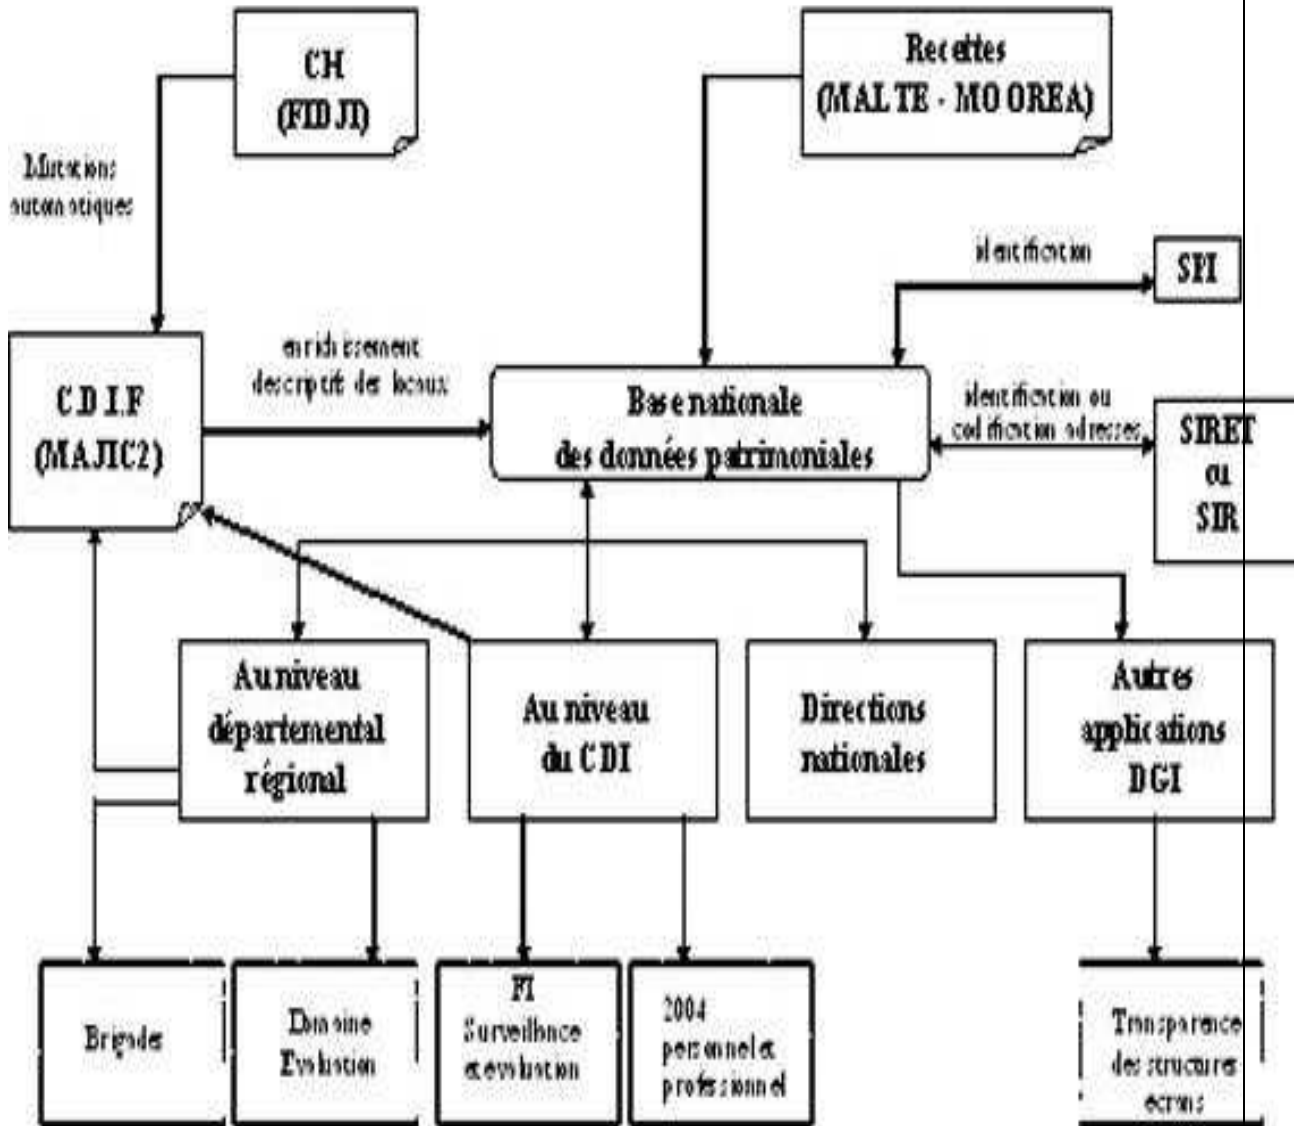 CH
(FIDJI)
Recettes
(MALTE - MOOREA)
Mutations
automatiques
identification
SPI
enrichissement
descriptifs des locaux
C.D.I.F
(MAJIC2)
Base nationale
des données patrimoniales
identification ou
codification adresses
SIRET
ou
SIR
Au niveau
départemental
régional
Au niveau
du CDI
Directions
nationales
Autres
applications
DGI
Brigades
Domaine
Evaluation
FI
Surveillance
et évaluation
2004
personnel et
professionnel
Transparence
des structures
écrans